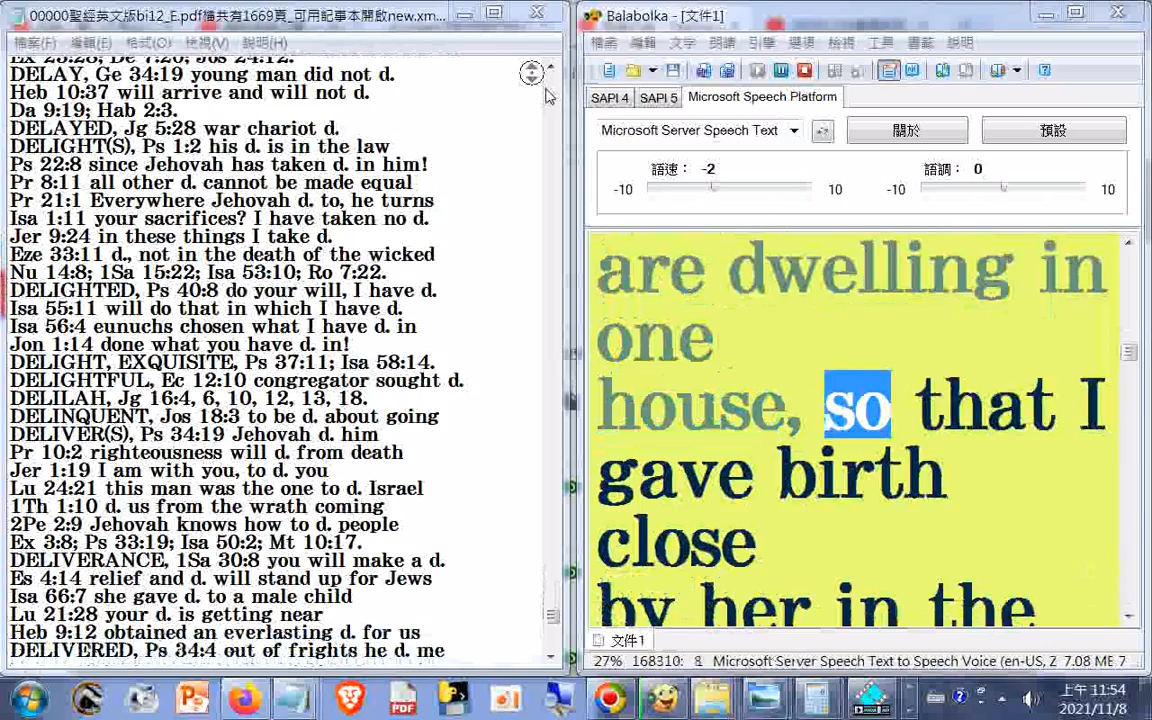 00000聖經英文版bi12_E.pdf檔共有1669頁_可用記事本開啟new.xm...
檔案(F) 編輯(E) 格式(O) 檢視(V) 說明(H)
Ex 23:28; De 7:20; Jos 24:12.
DELAY, Ge 34:19 young man did not d.
Heb 10:37 will arrive and will not d.
Da 9:19; Hab 2:3.
DELAYED, Jg 5:28 war chariot d.
DELIGHT(S), Ps 1:2 his d. is in the law
Ps 22:8 since Jehovah has taken d. in him!
Pr 8:11 all other d. cannot be made equal
Pr 21:1 Everywhere Jehovah d. to, he turns
Isa 1:11 your sacrifices? I have taken no d.
Jer 9:24 in these things I take d.
Eze 33:11 d., not in the death of the wicked
Nu 14:8; 1Sa 15:22; Isa 53:10; Ro 7:22.
DELIGHTED, Ps 40:8 do your will, I have d.
Isa 55:11 will do that in which I have d.
Isa 56:4 eunuchs chosen what I have d. in
Jon 1:14 done what you have d. in!
DELIGHT, EXQUISITE, Ps 37:11; Isa 58:14.
DELIGHTFUL, Ec 12:10 congregator sought d.
DELILAH, Jg 16:4, 6, 10, 12, 13, 18.
DELINQUENT, Jos 18:3 to be d. about going
DELIVER(S), Ps 34:19 Jehovah d. him
Pr 10:2 righteousness will d. from death
Jer 1:19 I am with you, to d. you
Lu 24:21 this man was the one to d. Israel
1Th 1:10 d. us from the wrath coming
2Pe 2:9 Jehovah knows how to d. people
Ex 3:8; Ps 33:19; Isa 50:2; Mt 10:17.
DELIVERANCE, 1Sa 30:8 you will make a d.
Es 4:14 relief and d. will stand up for Jews
Isa 66:7 she gave d. to a male child
Lu 21:28 your d. is getting near
Heb 9:12 obtained an everlasting d. for us
DELIVERED, Ps 34:4 out of frights he d. me
Balabolka - [文件1]
檔案 編輯 文字 朗讀 引擎 選項 檢視 工具 書籤 說明
SAPI 4 SAPI 5 Microsoft Speech Platform
Microsoft Server Speech Text 關於 預設
語速： -2 語調： 0
-10 10 -10 10
are dwelling in
one
house, so that I
gave birth
close
by her in the
文件1
27% 168310: Microsoft Server Speech Text to Speech Voice (en-US, Z 7.08 ME 7
PDF
上午 11:54
2021/11/8